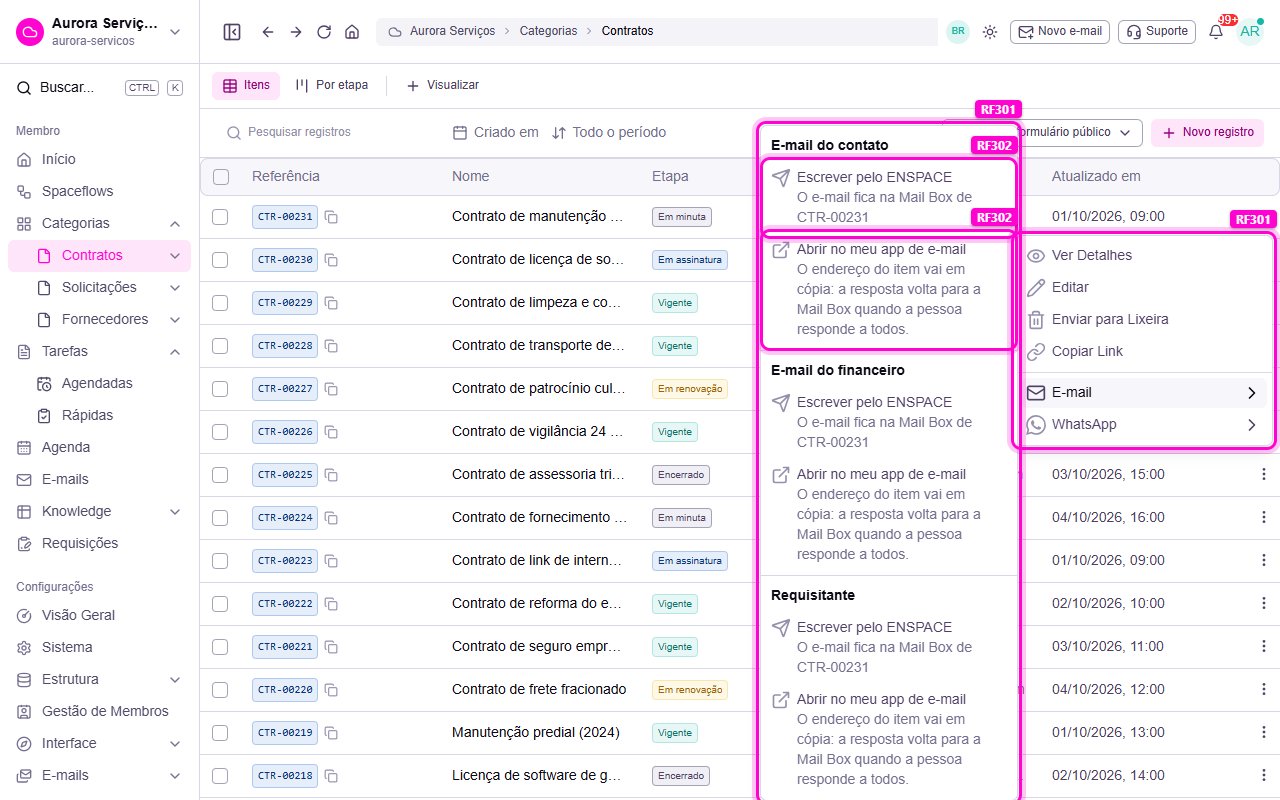 Aurora Serviç...
aurora-servicos
Aurora Serviços
Categorias
Contratos
BR
Novo e-mail
Suporte
99+
AR
Buscar...
CTRL
K
Membro
Início
Spaceflows
Categorias
Contratos
Solicitações
Fornecedores
Tarefas
Agendadas
Rápidas
Agenda
E-mails
Knowledge
Requisições
Configurações
Visão Geral
Sistema
Estrutura
Gestão de Membros
Interface
E-mails
Itens
Por etapa
Visualizar
Pesquisar registros
Criado em
Todo o período
público
Novo registro
Referência
Nome
Etapa
Atualizado em
CTR-00231
Contrato de manutenção ...
Em minuta
01/10/2026, 09:00
CTR-00230
Contrato de licença de so...
Em assinatura
CTR-00229
Contrato de limpeza e co...
Vigente
CTR-00228
Contrato de transporte de...
Vigente
CTR-00227
Contrato de patrocínio cul...
Em renovação
CTR-00226
Contrato de vigilância 24 ...
Vigente
CTR-00225
Contrato de assessoria tri...
Encerrado
03/10/2026, 15:00
CTR-00224
Contrato de fornecimento ...
Em minuta
04/10/2026, 16:00
CTR-00223
Contrato de link de intern...
Em assinatura
01/10/2026, 09:00
CTR-00222
Contrato de reforma do e...
Vigente
02/10/2026, 10:00
CTR-00221
Contrato de seguro empr...
Vigente
03/10/2026, 11:00
CTR-00220
Contrato de frete fracionado
Em renovação
04/10/2026, 12:00
CTR-00219
Manutenção predial (2024)
Vigente
01/10/2026, 13:00
CTR-00218
Licença de software de g...
Encerrado
02/10/2026, 14:00
RF301
E-mail do contato
RF302
Escrever pelo ENSPACE
O e-mail fica na Mail Box de
CTR-00231
RF302
Abrir no meu app de e-mail
O endereço do item vai em
cópia: a resposta volta para a
Mail Box quando a pessoa
responde a todos.
E-mail do financeiro
Escrever pelo ENSPACE
O e-mail fica na Mail Box de
CTR-00231
Abrir no meu app de e-mail
O endereço do item vai em
cópia: a resposta volta para a
Mail Box quando a pessoa
responde a todos.
Requisitante
Escrever pelo ENSPACE
O e-mail fica na Mail Box de
CTR-00231
Abrir no meu app de e-mail
O endereço do item vai em
cópia: a resposta volta para a
Mail Box quando a pessoa
responde a todos.
RF301
Ver Detalhes
Editar
Enviar para Lixeira
Copiar Link
E-mail
WhatsApp